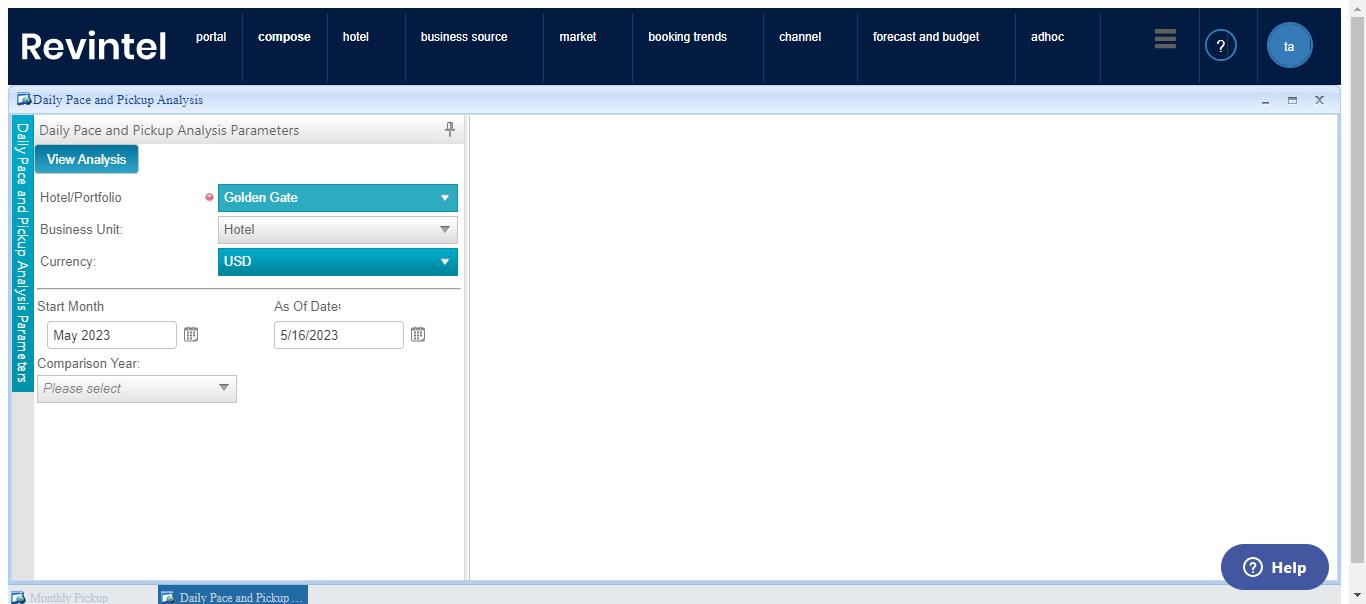 Revintel
portal
compose
hotel
business source
market
booking trends
channel
forecast and budget
adhoc
?
ta
Daily Pace and Pickup Analysis
Daily Pace and Pickup Analysis Parameters
Daily Pace and Pickup Analysis Parameters
View Analysis
Hotel/Portfolio
Golden Gate
Business Unit:
Hotel
Currency:
USD
Start Month
As Of Date:
May 2023
5/16/2023
Comparison Year:
Please select
? Help
Monthly Pickup
Daily Pace and Pickup ...